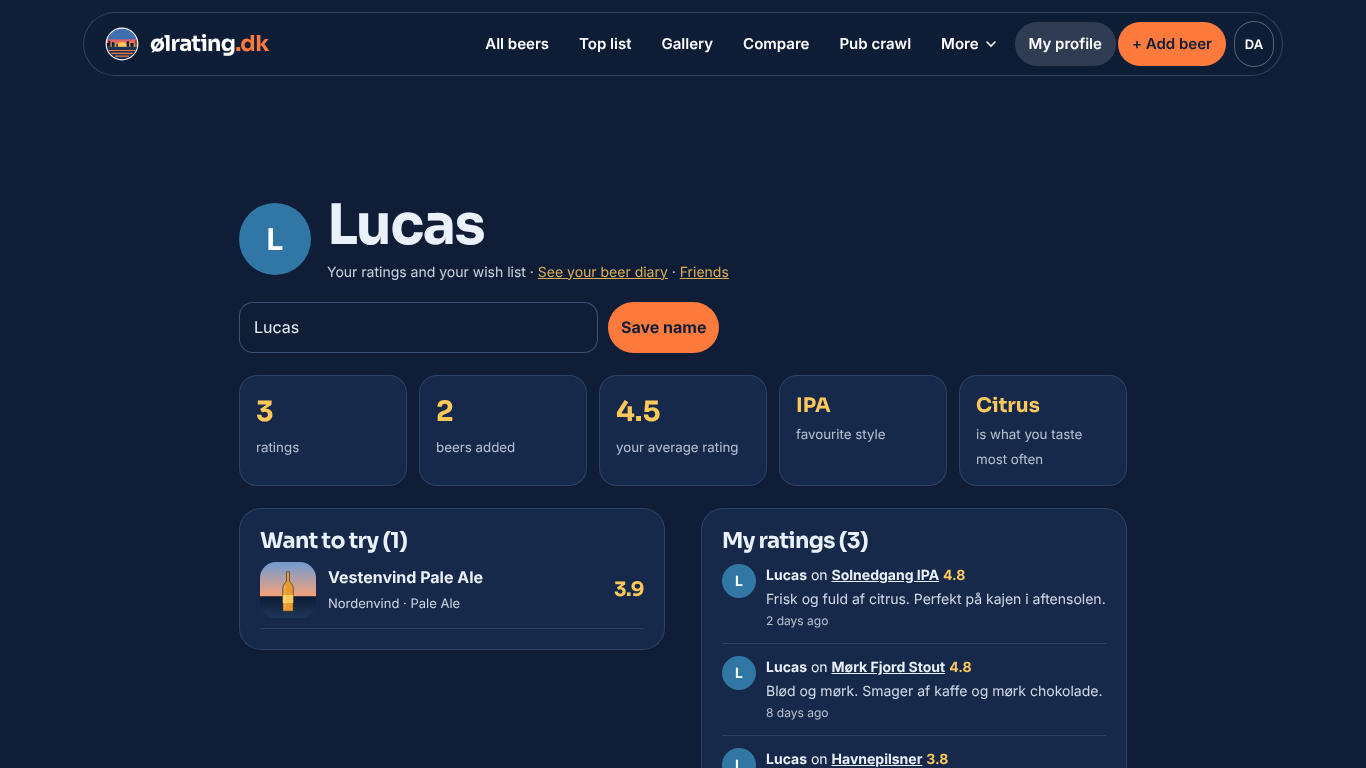 ølrating.dk
All beers
Top list
Gallery
Compare
Pub crawl
More
My profile
+ Add beer
DA
L
Lucas
Your ratings and your wish list · See your beer diary · Friends
Lucas
Save name
3
ratings
2
beers added
4.5
your average rating
IPA
favourite style
Citrus
is what you taste
most often
Want to try (1)
Vestenvind Pale Ale
Nordenvind · Pale Ale
3.9
My ratings (3)
L
Lucas on Solnedgang IPA 4.8
Frisk og fuld af citrus. Perfekt på kajen i aftensolen.
2 days ago
L
Lucas on Mørk Fjord Stout 4.8
Blød og mørk. Smager af kaffe og mørk chokolade.
8 days ago
L
Lucas on Havnepilsner 3.8